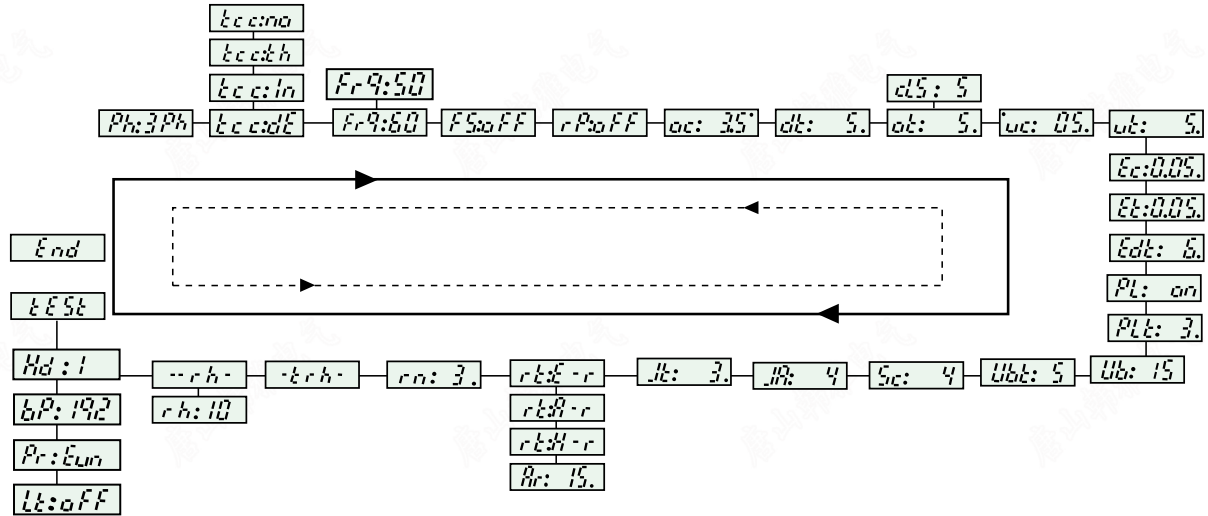 tcc:no
tcc:th
tcc:In
Fr9:50
cLS: 5
Ph:3Ph
tcc:dE
Fr9:60
FS:oFF
rP:oFF
oc: 3.5
dt: 5.
ot: 5.
uc: 0.5.
ut: 5.
Ec:0.05.
Et:0.05.
Edt: 6.
PL: on
PLt: 3.
End
tESt
Hd:1
--rh-
-trh-
rn: 3.
rt:E-r
Jt: 3.
JA: 4
Sc: 4
Ubt: 5
Ub: 15
bP:19.2
rh:10
rt:A-r
Pr:Eun
rt:H-r
Lt:oFF
Ar: 15.